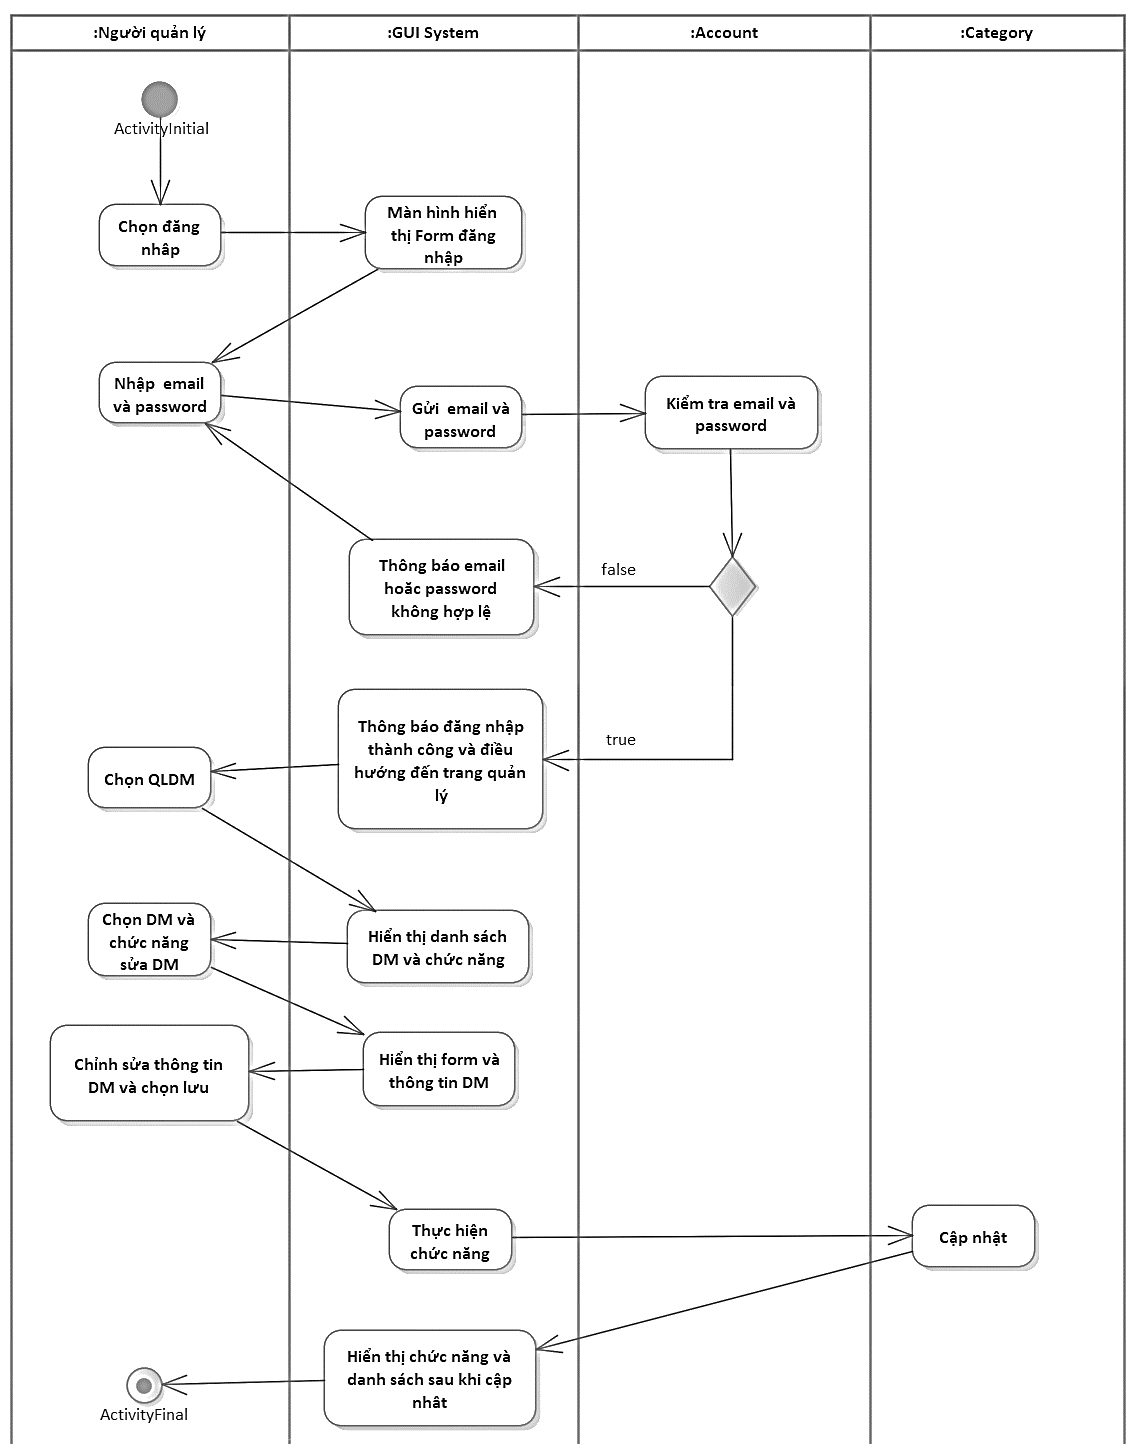 :Người quản lý
:GUI System
:Account
:Category
ActivityInitial
Chọn đăng
nhâp
Màn hình hiển
thị Form đăng
nhập
Nhập email
và password
Gửi email và
password
Kiểm tra email và
password
Thông báo email
hoăc password
không hợp lệ
false
Thông báo đăng nhập
thành công và điều
hướng đến trang quản
lý
true
Chọn QLDM
Chọn DM và
chức năng
sửa DM
Hiển thị danh sách
DM và chức năng
Chỉnh sửa thông tin
DM và chọn lưu
Hiển thị form và
thông tin DM
Thực hiện
chức năng
Cập nhật
Hiển thị chức năng và
danh sách sau khi cập
nhât
ActivityFinal